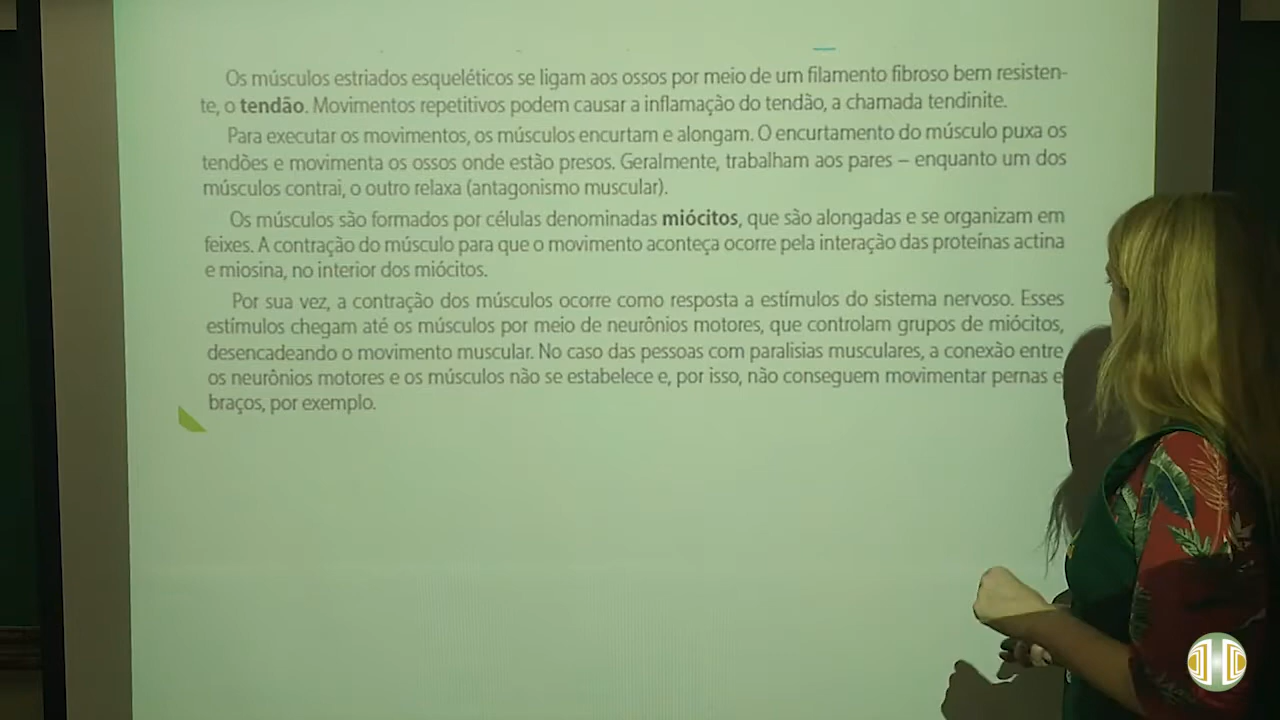 Os músculos estriados esqueléticos se ligam aos ossos por meio de um filamento fibroso bem resisten-
te, o tendão. Movimentos repetitivos podem causar a inflamação do tendão, a chamada tendinite.
Para executar os movimentos, os músculos encurtam e alongam. O encurtamento do músculo puxa os
tendões e movimenta os ossos onde estão presos. Geralmente, trabalham aos pares – enquanto um dos
músculos contrai, o outro relaxa (antagonismo muscular).
Os músculos são formados por células denominadas miócitos, que são alongadas e se organizam em
feixes. A contração do músculo para que o movimento aconteça ocorre pela interação das proteínas actina
e miosina, no interior dos miócitos.
Por sua vez, a contração dos músculos ocorre como resposta a estímulos do sistema nervoso. Esses
estímulos chegam até os músculos por meio de neurônios motores, que controlam grupos de miócitos,
desencadeando o movimento muscular. No caso das pessoas com paralisias musculares, a conexão entre
os neurônios motores e os músculos não se estabelece e, por isso, não conseguem movimentar pernas e
braços, por exemplo.